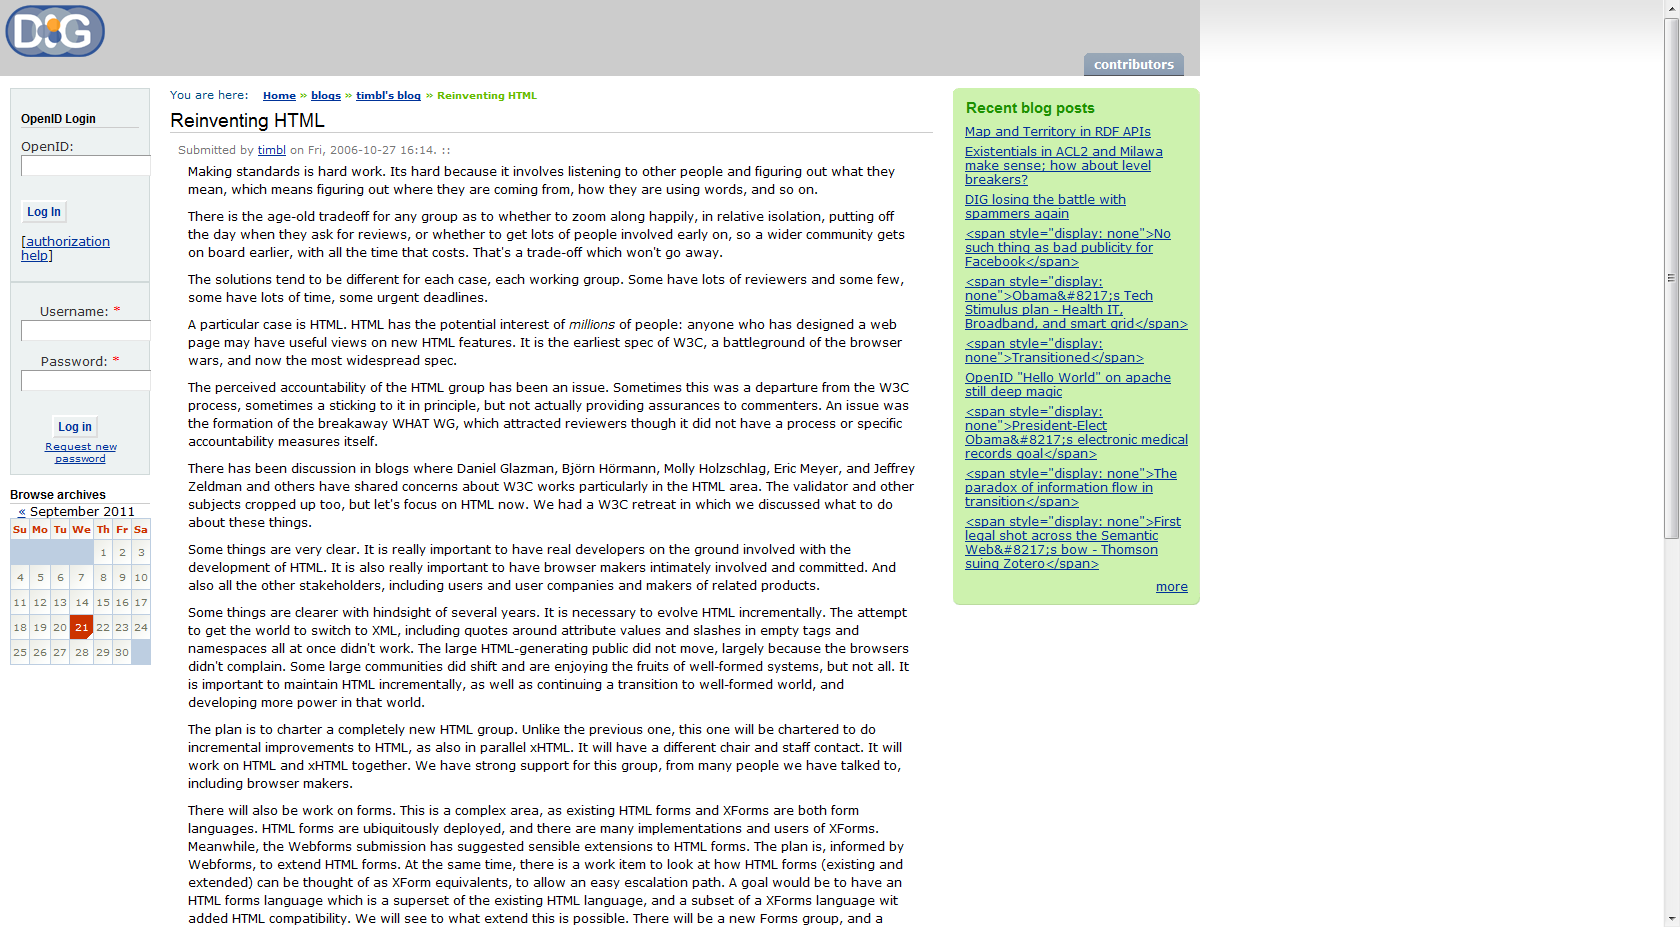 DIG
contributors
OpenID Login
OpenID:
Log In
[authorization
help]
Username: *
Password: *
Log in
Request new
password
Browse archives
« September 2011
Su Mo Tu We Th Fr Sa
1 2 3
4 5 6 7 8 9 10
11 12 13 14 15 16 17
18 19 20 21 22 23 24
25 26 27 28 29 30
You are here: Home » blogs » timbl's blog » Reinventing HTML
Reinventing HTML
Submitted by timbl on Fri, 2006-10-27 16:14. ::
Making standards is hard work. Its hard because it involves listening to other people and figuring out what they
mean, which means figuring out where they are coming from, how they are using words, and so on.
There is the age-old tradeoff for any group as to whether to zoom along happily, in relative isolation, putting off
the day when they ask for reviews, or whether to get lots of people involved early on, so a wider community gets
on board earlier, with all the time that costs. That's a trade-off which won't go away.
The solutions tend to be different for each case, each working group. Some have lots of reviewers and some few,
some have lots of time, some urgent deadlines.
A particular case is HTML. HTML has the potential interest of millions of people: anyone who has designed a web
page may have useful views on new HTML features. It is the earliest spec of W3C, a battleground of the browser
wars, and now the most widespread spec.
The perceived accountability of the HTML group has been an issue. Sometimes this was a departure from the W3C
process, sometimes a sticking to it in principle, but not actually providing assurances to commenters. An issue was
the formation of the breakaway WHAT WG, which attracted reviewers though it did not have a process or specific
accountability measures itself.
There has been discussion in blogs where Daniel Glazman, Björn Hörmann, Molly Holzschlag, Eric Meyer, and Jeffrey
Zeldman and others have shared concerns about W3C works particularly in the HTML area. The validator and other
subjects cropped up too, but let's focus on HTML now. We had a W3C retreat in which we discussed what to do
about these things.
Some things are very clear. It is really important to have real developers on the ground involved with the
development of HTML. It is also really important to have browser makers intimately involved and committed. And
also all the other stakeholders, including users and user companies and makers of related products.
Some things are clearer with hindsight of several years. It is necessary to evolve HTML incrementally. The attempt
to get the world to switch to XML, including quotes around attribute values and slashes in empty tags and
namespaces all at once didn't work. The large HTML-generating public did not move, largely because the browsers
didn't complain. Some large communities did shift and are enjoying the fruits of well-formed systems, but not all. It
is important to maintain HTML incrementally, as well as continuing a transition to well-formed world, and
developing more power in that world.
The plan is to charter a completely new HTML group. Unlike the previous one, this one will be chartered to do
incremental improvements to HTML, as also in parallel xHTML. It will have a different chair and staff contact. It will
work on HTML and xHTML together. We have strong support for this group, from many people we have talked to,
including browser makers.
There will also be work on forms. This is a complex area, as existing HTML forms and XForms are both form
languages. HTML forms are ubiquitously deployed, and there are many implementations and users of XForms.
Meanwhile, the Webforms submission has suggested sensible extensions to HTML forms. The plan is, informed by
Webforms, to extend HTML forms. At the same time, there is a work item to look at how HTML forms (existing and
extended) can be thought of as XForm equivalents, to allow an easy escalation path. A goal would be to have an
HTML forms language which is a superset of the existing HTML language, and a subset of a XForms language wit
added HTML compatibility. We will see to what extend this is possible. There will be a new Forms group, and a
Recent blog posts
Map and Territory in RDF APIs
Existentials in ACL2 and Milawa
make sense; how about level
breakers?
DIG losing the battle with
spammers again
&lt;span style="display: none"&gt;No
such thing as bad publicity for
Facebook&lt;/span&gt;
&lt;span style="display:
none"&gt;Obama&amp;#8217;s Tech
Stimulus plan - Health IT,
Broadband, and smart grid&lt;/span&gt;
&lt;span style="display:
none"&gt;Transitioned&lt;/span&gt;
OpenID "Hello World" on apache
still deep magic
&lt;span style="display:
none"&gt;President-Elect
Obama&amp;#8217;s electronic medical
records goal&lt;/span&gt;
&lt;span style="display: none"&gt;The
paradox of information flow in
transition&lt;/span&gt;
&lt;span style="display: none"&gt;First
legal shot across the Semantic
Web&amp;#8217;s bow - Thomson
suing Zotero&lt;/span&gt;
more